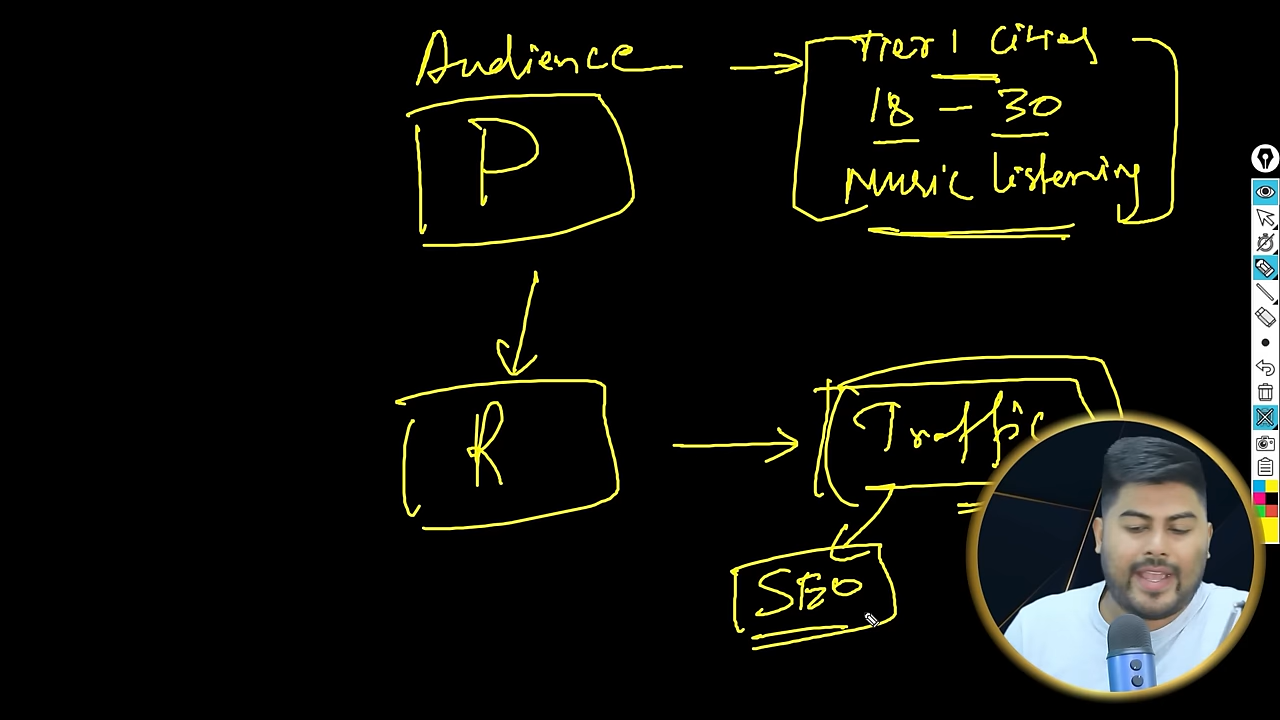 Audience
Tier 1 Cities
18 - 30
Music listening
P
R
Traffic
SEO